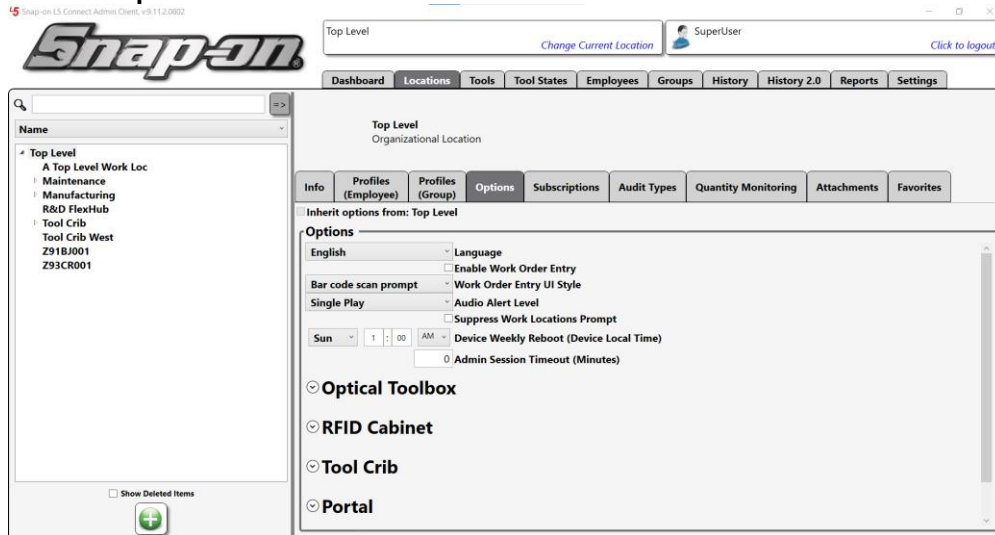 L5 Snap-on L5 Connect Admin Client, v:9.11.2.0802
Snap-on
Top Level
Change Current Location
SuperUser
Click to logout
Dashboard Locations Tools Tool States Employees Groups History History 2.0 Reports Settings
=>
Name
Top Level
A Top Level Work Loc
Maintenance
Manufacturing
R&D FlexHub
Tool Crib
Tool Crib West
Z91BJ001
Z93CR001
Show Deleted Items
Top Level
Organizational Location
Info Profiles (Employee) Profiles (Group) Options Subscriptions Audit Types Quantity Monitoring Attachments Favorites
Inherit options from: Top Level
Options
English Language
Enable Work Order Entry
Bar code scan prompt Work Order Entry UI Style
Single Play Audio Alert Level
Suppress Work Locations Prompt
Sun 1 : 00 AM Device Weekly Reboot (Device Local Time)
0 Admin Session Timeout (Minutes)
Optical Toolbox
RFID Cabinet
Tool Crib
Portal